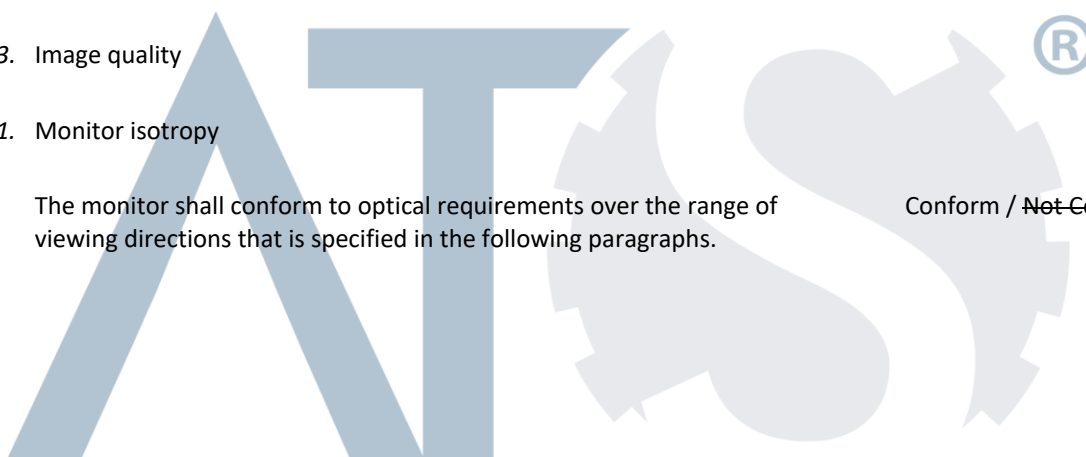 3. Image quality
1. Monitor isotropy
The monitor shall conform to optical requirements over the range of Conform / Not Co
viewing directions that is specified in the following paragraphs.
ATS ®